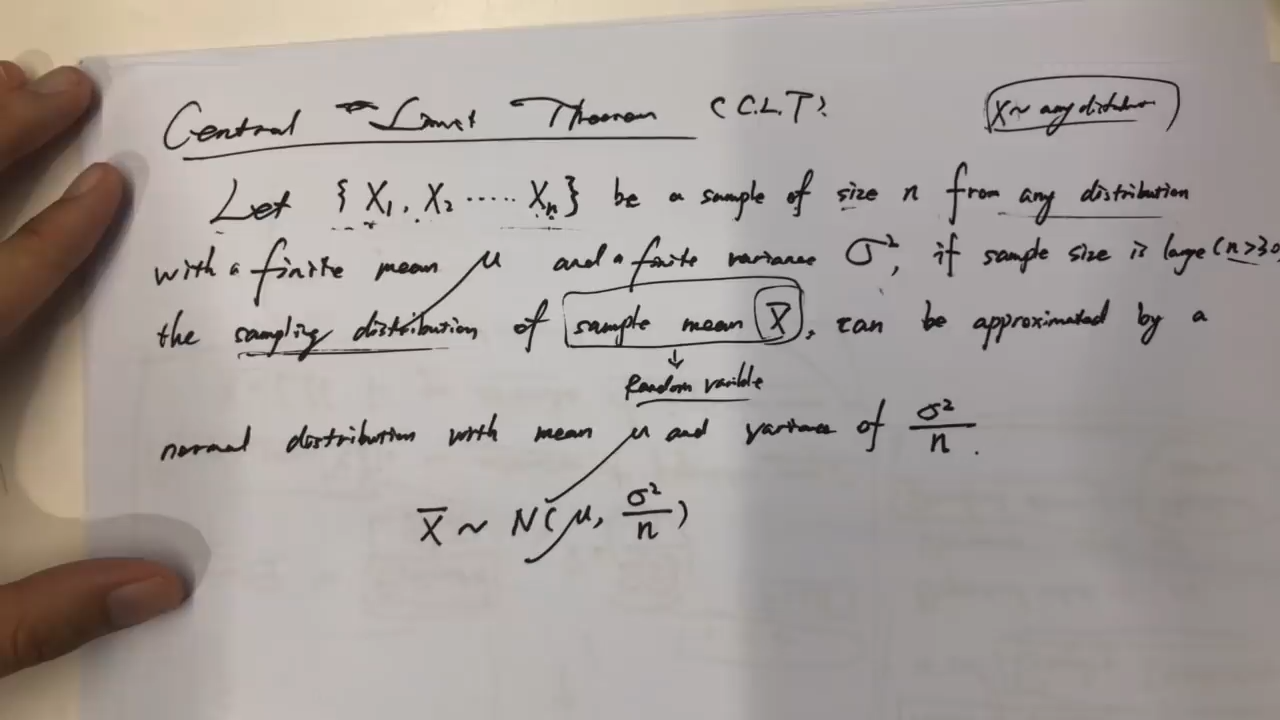 Central Limit Theorem (C.L.T)
X ~ any distribution
Let { X₁, X₂ ..... Xₙ } be a sample of size n from any distribution
with a finite mean μ and a finite variance σ², if sample size is large (n>30
the sampling distribution of sample mean X̅, can be approximated by a
Random variable
normal distribution with mean μ and variance of σ²/n.
X̅ ~ N(μ, σ²/n)